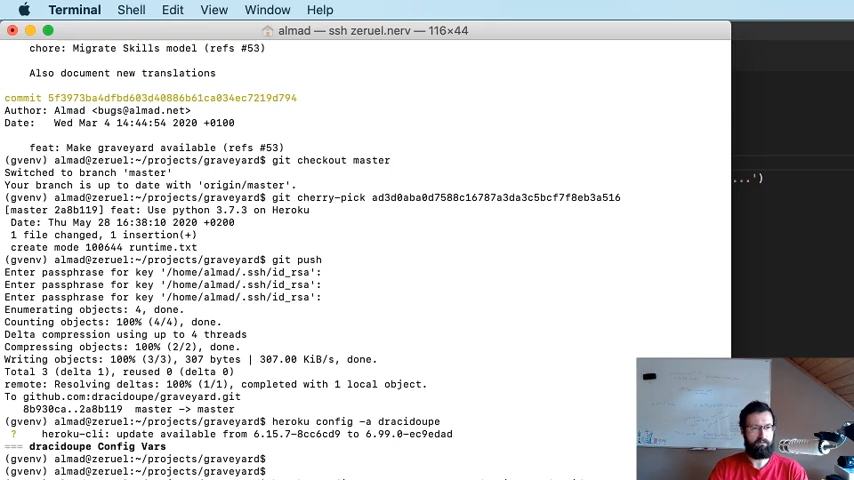 Terminal Shell Edit View Window Help
almad — ssh zeruel.nerv — 116×44
chore: Migrate Skills model (refs #53)
Also document new translations
commit 5f3973ba4dfbd603d40886b61ca034ec7219d794
Author: Almad <bugs@almad.net>
Date:   Wed Mar 4 14:44:54 2020 +0100
feat: Make graveyard available (refs #53)
(gvenv) almad@zeruel:~/projects/graveyard$ git checkout master
Switched to branch 'master'
Your branch is up to date with 'origin/master'.
(gvenv) almad@zeruel:~/projects/graveyard$ git cherry-pick ad3d0aba0d7588c16787a3da3c5bcf7f8eb3a516
[master 2a8b119] feat: Use python 3.7.3 on Heroku
Date: Thu May 28 16:38:10 2020 +0200
1 file changed, 1 insertion(+)
create mode 100644 runtime.txt
(gvenv) almad@zeruel:~/projects/graveyard$ git push
Enter passphrase for key '/home/almad/.ssh/id_rsa':
Enter passphrase for key '/home/almad/.ssh/id_rsa':
Enter passphrase for key '/home/almad/.ssh/id_rsa':
Enumerating objects: 4, done.
Counting objects: 100% (4/4), done.
Delta compression using up to 4 threads
Compressing objects: 100% (2/2), done.
Writing objects: 100% (3/3), 307 bytes | 307.00 KiB/s, done.
Total 3 (delta 1), reused 0 (delta 0)
remote: Resolving deltas: 100% (1/1), completed with 1 local object.
To github.com:dracidoupe/graveyard.git
8b930ca..2a8b119  master -> master
(gvenv) almad@zeruel:~/projects/graveyard$ heroku config -a dracidoupe
?    heroku-cli: update available from 6.15.7-8cc6cd9 to 6.99.0-ec9edad
=== dracidoupe Config Vars
(gvenv) almad@zeruel:~/projects/graveyard$
(gvenv) almad@zeruel:~/projects/graveyard$
...')